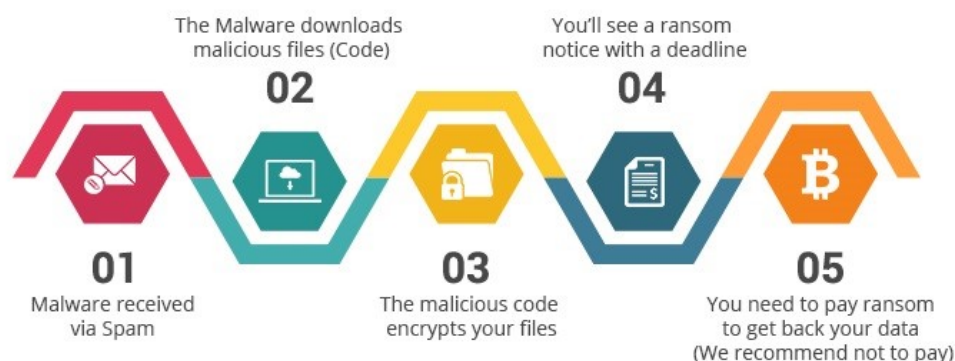 01
Malware received
via Spam
The Malware downloads
malicious files (Code)
02
03
The malicious code
encrypts your files
You'll see a ransom
notice with a deadline
04
05
You need to pay ransom
to get back your data
(We recommend not to pay)